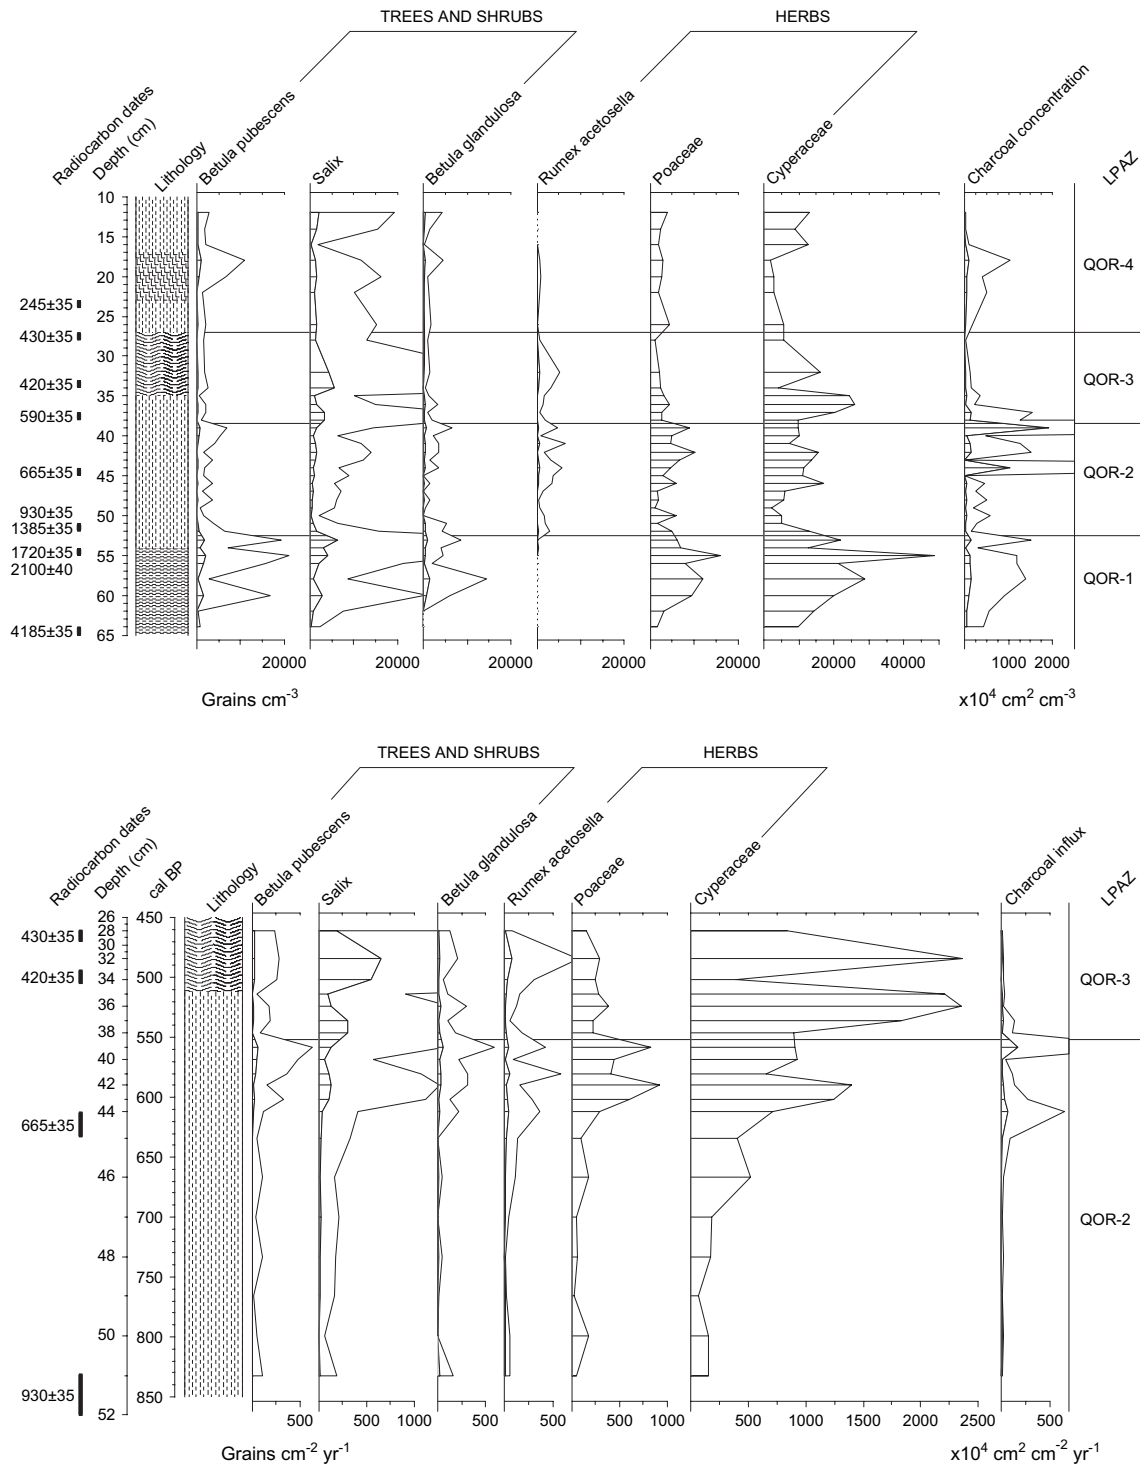 TREES AND SHRUBS
HERBS
Radiocarbon dates
Depth (cm)
Lithology
Betula pubescens
Salix
Betula glandulosa
Rumex acetosella
Poaceae
Cyperaceae
Charcoal concentration
LPAZ
10
15
20
25
30
35
40
45
50
55
60
65
245±35
430±35
420±35
590±35
665±35
930±35
1385±35
1720±35
2100±40
4185±35
QOR-4
QOR-3
QOR-2
QOR-1
20000
20000
20000
20000
20000
20000 40000
1000 2000
Grains cm-3
x10⁴ cm² cm-3
TREES AND SHRUBS
HERBS
Radiocarbon dates
Depth (cm)
cal BP
Lithology
Betula pubescens
Salix
Betula glandulosa
Rumex acetosella
Poaceae
Cyperaceae
Charcoal influx
LPAZ
430±35
420±35
665±35
930±35
26
28
30
32
34
36
38
40
42
44
46
48
50
52
450
500
550
600
650
700
750
800
850
QOR-3
QOR-2
500
500 1000
500
500
500 1000
500 1000 1500 2000 2500
500
Grains cm-2 yr-1
x10⁴ cm² cm-2 yr-1